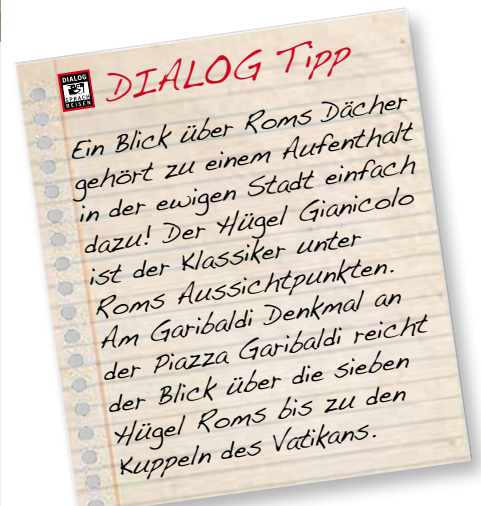 DIALOG
SPRACH
REISEN
DIALOG Tipp
Ein Blick über Roms Dächer
gehört zu einem Aufenthalt
in der ewigen Stadt einfach
dazu! Der Hügel Gianicolo
ist der Klassiker unter
Roms Aussichtpunkten.
Am Garibaldi Denkmal an
der Piazza Garibaldi reicht
der Blick über die sieben
Hügel Roms bis zu den
Kuppeln des Vatikans.